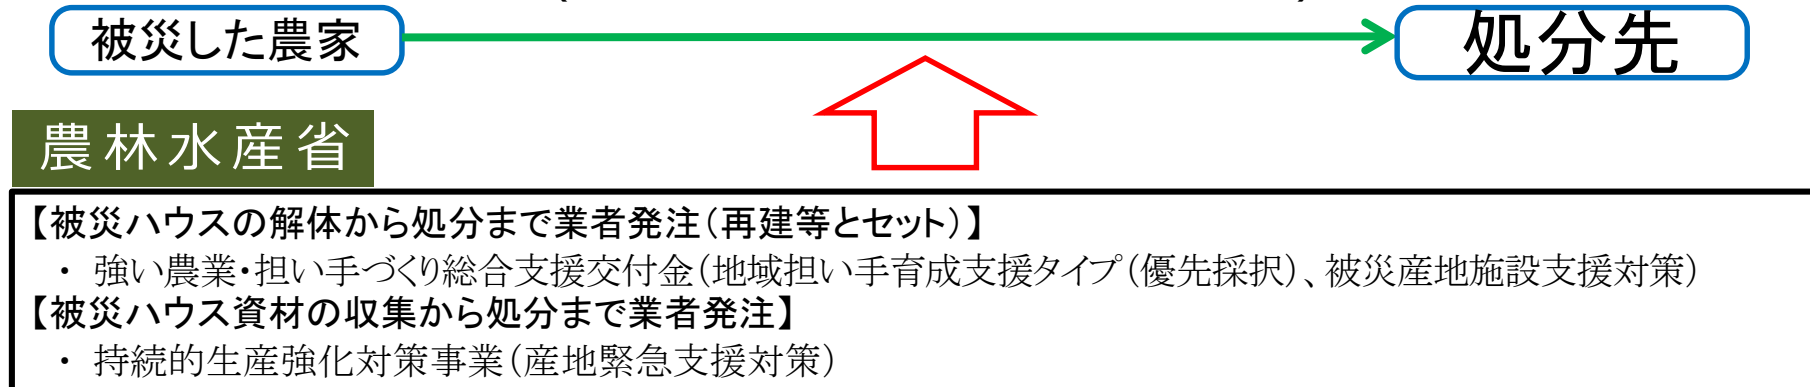 被災した農家
処分先
農林水産省
【被災ハウスの解体から処分まで業者発注（再建等とセット）】
・ 強い農業・担い手づくり総合支援交付金（地域担い手育成支援タイプ（優先採択）、被災産地施設支援対策）
【被災ハウス資材の収集から処分まで業者発注】
・ 持続的生産強化対策事業（産地緊急支援対策）